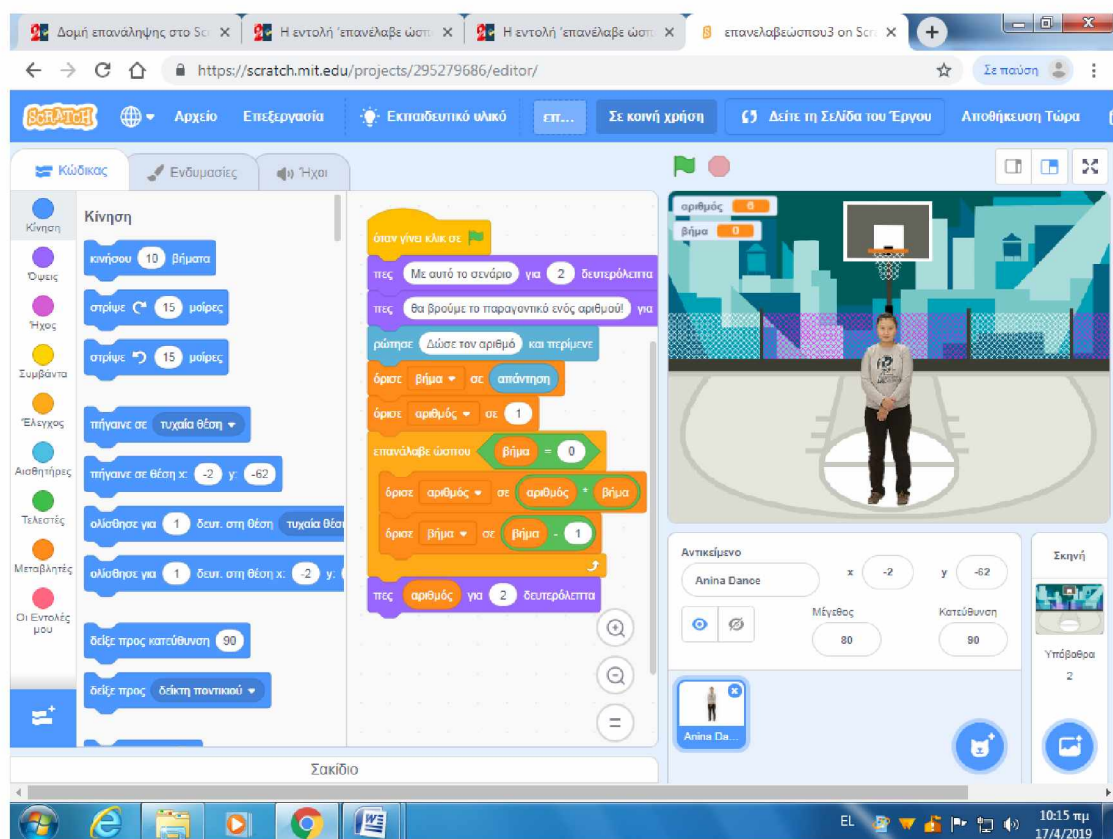 Δομή επανάληψης στο Sc
Η εντολή 'επανέλαβε ώσπ
Η εντολή 'επανέλαβε ώσπ
επανελαβεώσπου3 on Scr
https://scratch.mit.edu/projects/295279686/editor/
Σε παύση
SCRATCH
Αρχείο
Επεξεργασία
Εκπαιδευτικό υλικό
επ...
Σε κοινή χρήση
Δείτε τη Σελίδα του Έργου
Αποθήκευση Τώρα
Κώδικας
Ενδυμασίες
Ήχοι
Κίνηση
Όψεις
Ήχος
Συμβάντα
Έλεγχος
Αισθητήρες
Τελεστές
Μεταβλητές
Οι Εντολές
μου
Κίνηση
κινήσου 10 βήματα
στρίψε 15 μοίρες
στρίψε 15 μοίρες
πήγαινε σε τυχαία θέση
πήγαινε σε θέση x: -2 y: -62
ολίσθησε για 1 δευτ. στη θέση τυχαία θέσ
ολίσθησε για 1 δευτ. στη θέση x: -2 y:
δείξε προς κατεύθυνση 90
δείξε προς δείκτη ποντικιού
όταν γίνει κλικ σε
πες Με αυτό το σενάριο για 2 δευτερόλεπτα
πες θα βρούμε το παραγοντικό ενός αριθμού! για
ρώτησε Δώσε τον αριθμό και περίμενε
όρισε βήμα σε απάντηση
όρισε αριθμός σε 1
επανάλαβε ώσπου βήμα = 0
όρισε αριθμός σε αριθμός * βήμα
όρισε βήμα σε βήμα - 1
πες αριθμός για 2 δευτερόλεπτα
αριθμός 6
βήμα 0
Αντικείμενο
Anina Dance
x -2
y -62
Μέγεθος
80
Κατεύθυνση
90
Anina Da...
Σκηνή
Υπόβαθρα
2
Σακίδιο
EL
10:15 πμ
17/4/2019